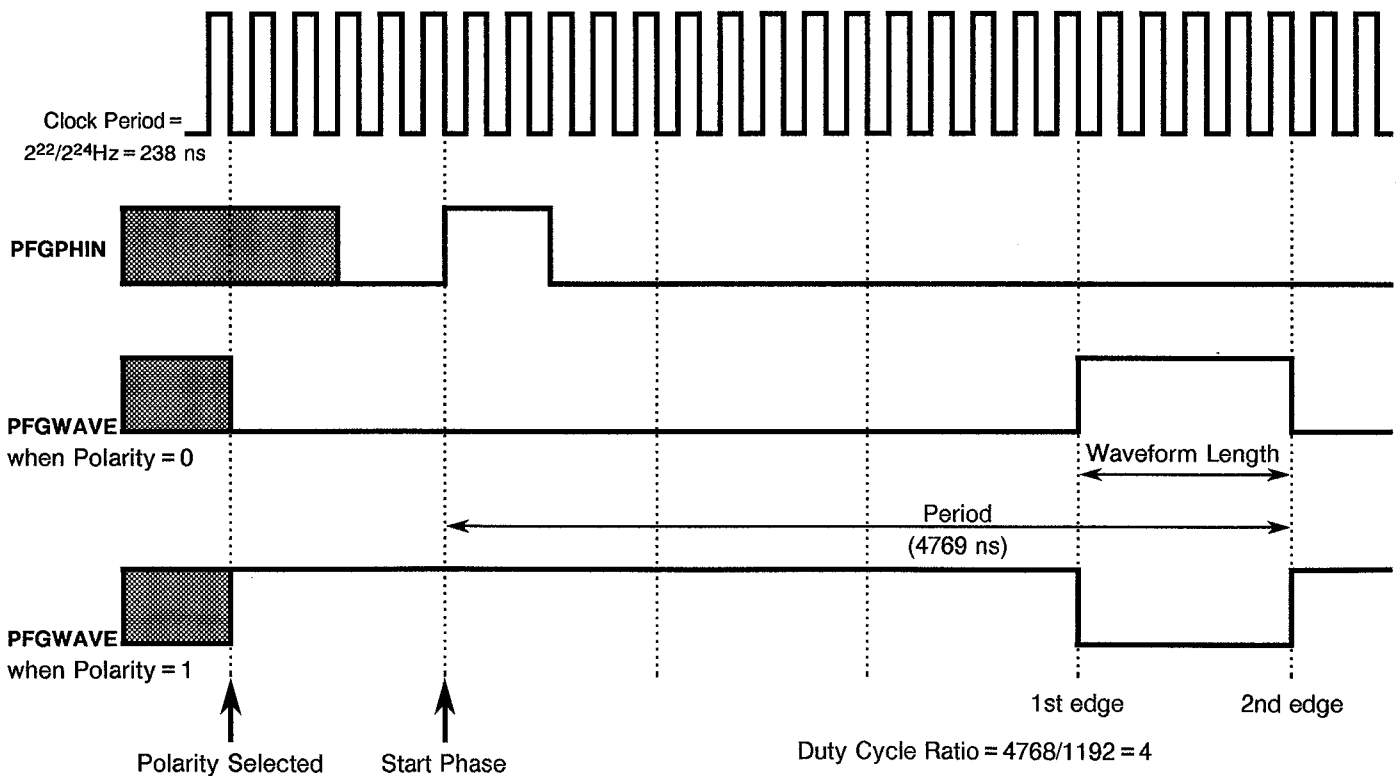 Clock Period =
2²²/2²⁴Hz = 238 ns
PFGPHIN
PFGWAVE
when Polarity = 0
Waveform Length
Period
(4769 ns)
PFGWAVE
when Polarity = 1
1st edge
2nd edge
Polarity Selected
Start Phase
Duty Cycle Ratio = 4768/1192 = 4